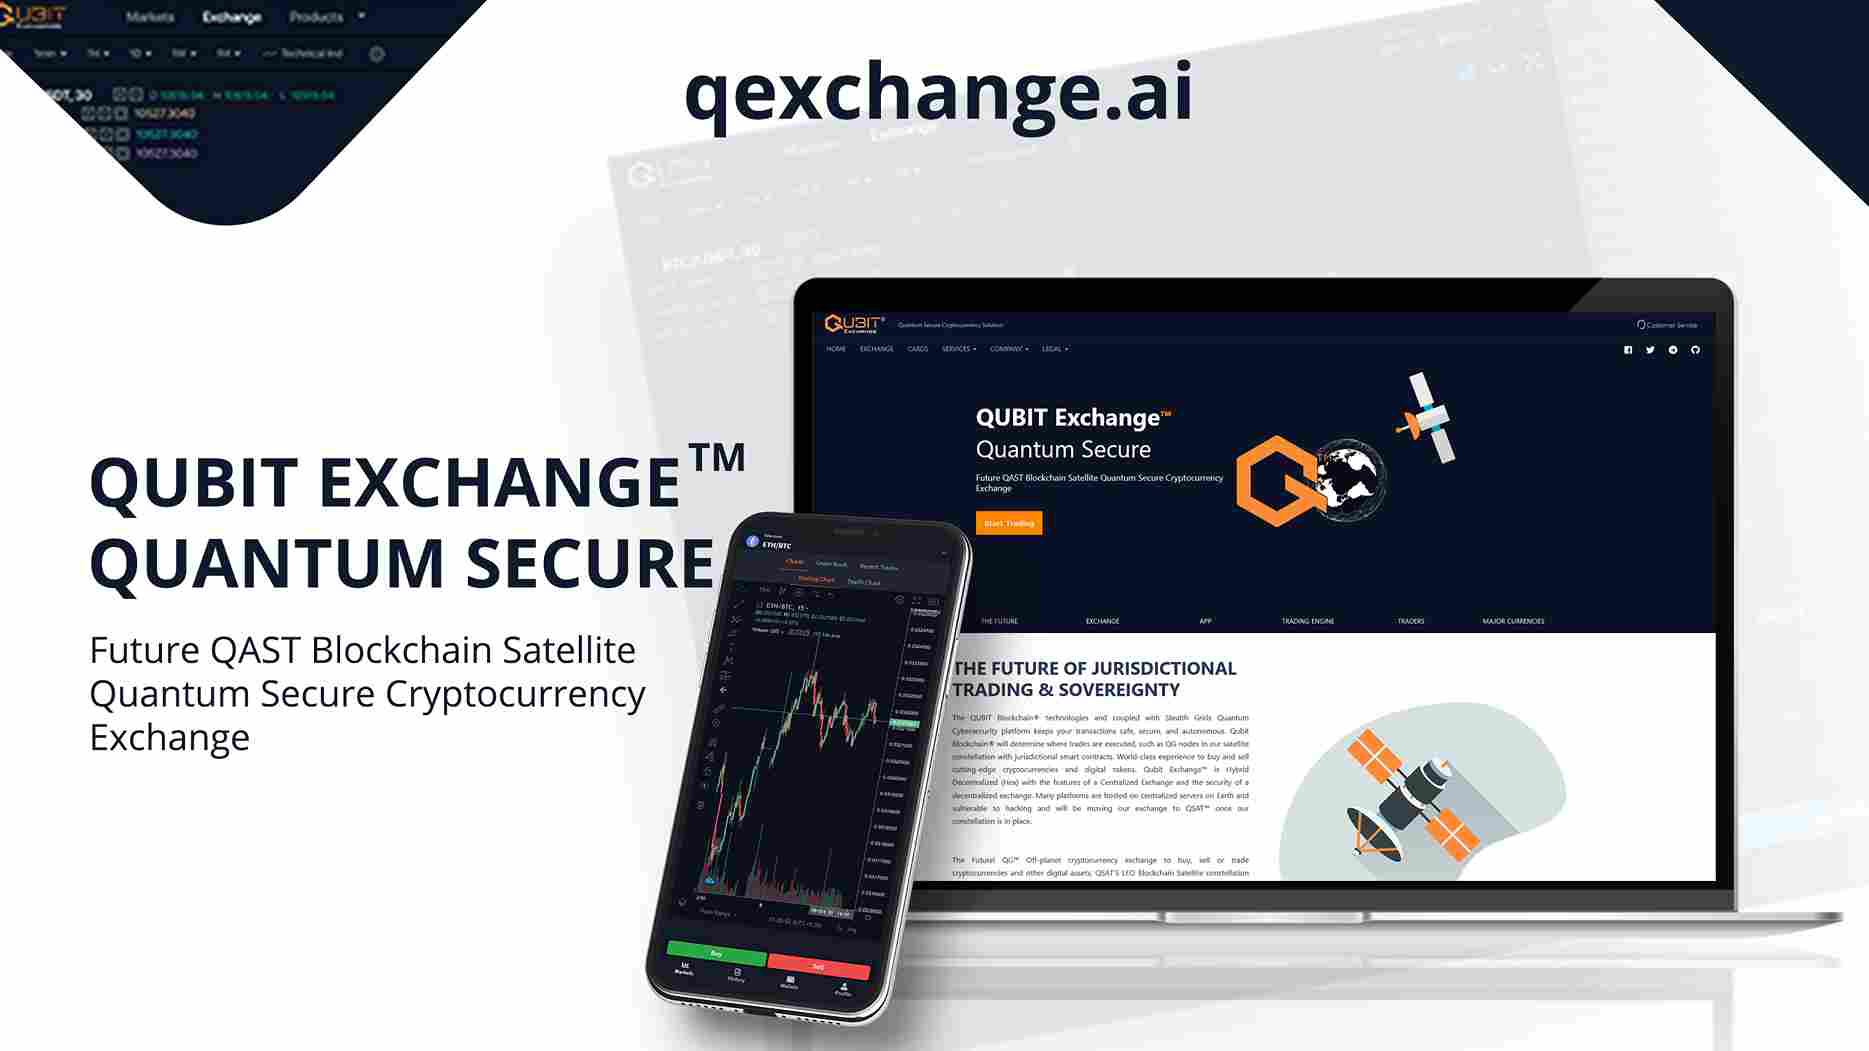 QUBIT
Markets Exchange Products
Technical Ind
qexchange.ai
QUBIT EXCHANGE™
QUANTUM SECURE
Future QAST Blockchain Satellite
Quantum Secure Cryptocurrency
Exchange
QUBIT
EXCHANGE
Quantum Secure Cryptocurrency Solution
Customer Service
HOME EXCHANGE CARDS SERVICES COMPANY LEGAL
QUBIT Exchange™
Quantum Secure
Future QAST Blockchain Satellite Quantum Secure Cryptocurrency
Exchange
Start Trading
THE FUTURE EXCHANGE APP TRADING ENGINE TRADERS MAJOR CURRENCIES
THE FUTURE OF JURISDICTIONAL
TRADING & SOVEREIGNTY
The QUBIT Blockchain® technologies and coupled with Stealth Grids Quantum
Cybersecurity platform keeps your transactions safe, secure, and autonomous. Qubit
Blockchain® will determine where trades are executed, such as QG nodes in our satellite
constellation with jurisdictional smart contracts. World-class experience to buy and sell
cutting-edge cryptocurrencies and digital tokens. Qubit Exchange™ is Hybrid
Decentralized (Hex) with the features of a Centralized Exchange and the security of a
decentralized exchange. Many platforms are hosted on centralized servers on Earth and
vulnerable to hacking and will be moving our exchange to QSAT™ once our
constellation is in place.
The Future! QG™ Off-planet cryptocurrency exchange to buy, sell or trade
cryptocurrencies and other digital assets. QSAT'S LEO Blockchain Satellite constellation
ETH/BTC
Charts Order Book Recent Trades
Trading Chart Depth Chart
ETH/BTC, 15
Buy Sell
Markets History Wallets Profile